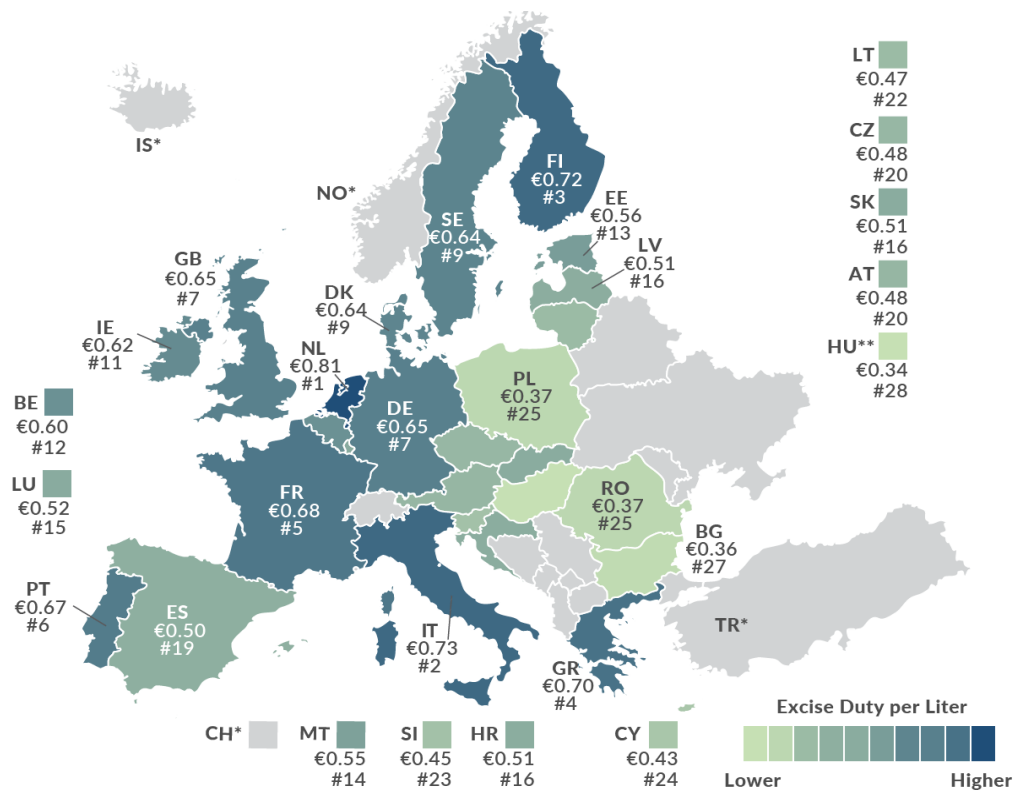 IS*
NO*
FI
€0.72
#3
SE
€0.64
#9
EE
€0.56
#13
LV
€0.51
#16
LT
€0.47
#22
CZ
€0.48
#20
SK
€0.51
#16
AT
€0.48
#20
HU**
€0.34
#28
GB
€0.65
#7
DK
€0.64
#9
IE
€0.62
#11
NL
€0.81
#1
BE
€0.60
#12
LU
€0.52
#15
DE
€0.65
#7
PL
€0.37
#25
FR
€0.68
#5
RO
€0.37
#25
BG
€0.36
#27
PT
€0.67
#6
ES
€0.50
#19
IT
€0.73
#2
GR
€0.70
#4
TR*
CH*
MT
€0.55
#14
SI
€0.45
#23
HR
€0.51
#16
CY
€0.43
#24
Excise Duty per Liter
Lower
Higher